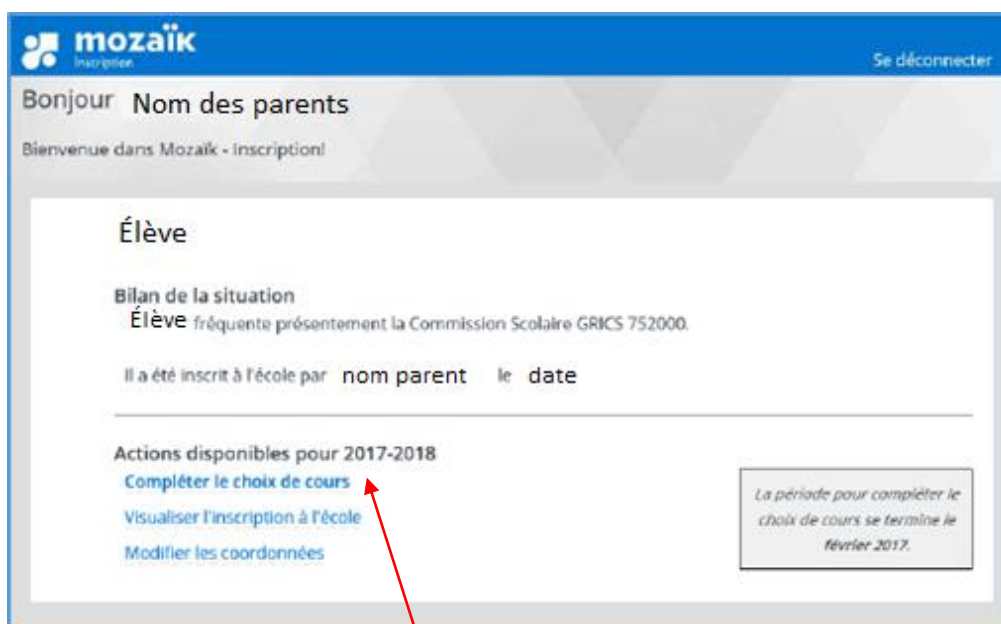 mozaïk
Inscription
Se déconnecter
Bonjour Nom des parents
Bienvenue dans Mozaïk - Inscription!
Élève
Bilan de la situation
Élève fréquente présentement la Commission Scolaire GRICS 752000.
Il a été inscrit à l'école par nom parent le date
Actions disponibles pour 2017-2018
Compléter le choix de cours
Visualiser l'inscription à l'école
Modifier les coordonnées
La période pour compléter le
choix de cours se termine le
février 2017.